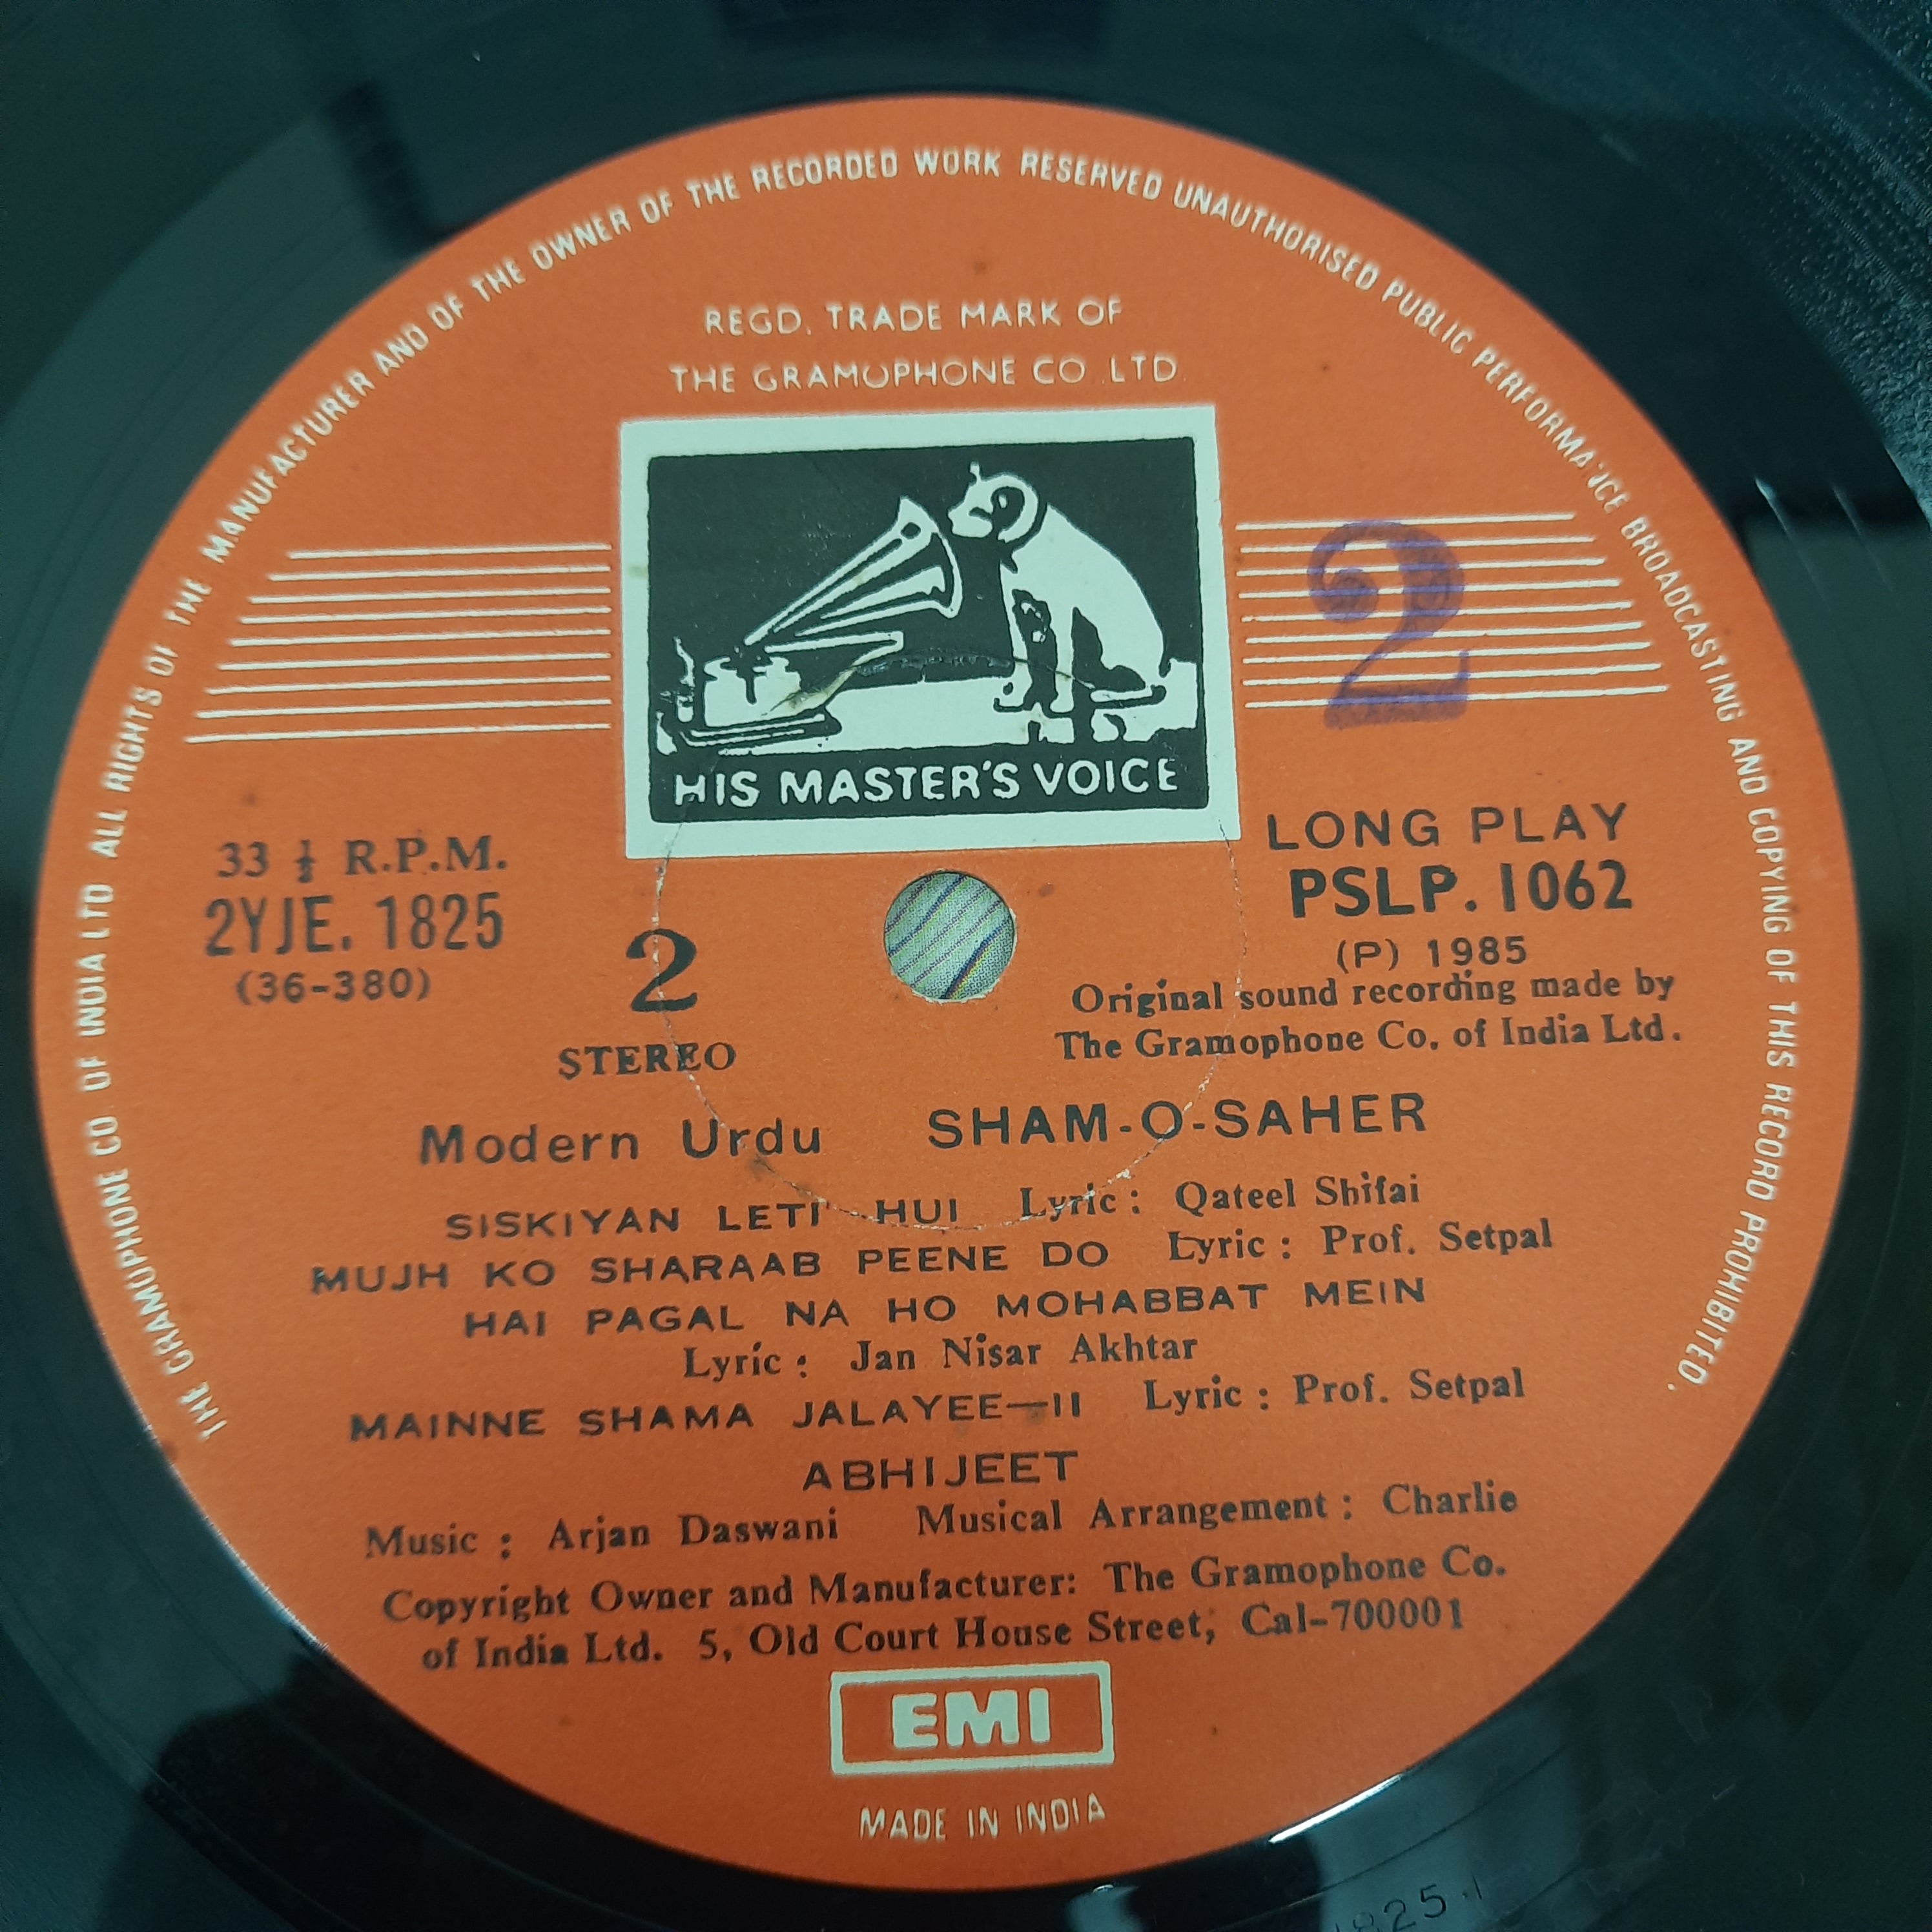 THE GRAMOPHONE CO OF INDIA LTD ALL RIGHTS OF THE MANUFACTURER AND OF THE OWNER OF THE RECORDED WORK RESERVED UNAUTHORISED PUBLIC PERFORMANCE BROADCASTING AND COPYING OF THIS RECORD PROHIBITED.
REGD. TRADE MARK OF
THE GRAMOPHONE CO. LTD.
2
HIS MASTER'S VOICE
33 ⅓ R.P.M.
2YJE. 1825
(36-380)
2
STEREO
LONG PLAY
PSLP. 1062
(P) 1985
Original sound recording made by
The Gramophone Co. of India Ltd.
Modern Urdu SHAM-O-SAHER
SISKIYAN LETI HUI Lyric : Qateel Shifai
MUJH KO SHARAAB PEENE DO Lyric : Prof. Setpal
HAI PAGAL NA HO MOHABBAT MEIN
Lyric : Jan Nisar Akhtar
MAINNE SHAMA JALAYEE—II Lyric : Prof. Setpal
ABHIJEET
Music : Arjan Daswani Musical Arrangement : Charlie
Copyright Owner and Manufacturer: The Gramophone Co.
of India Ltd. 5, Old Court House Street, Cal-700001
EMI
MADE IN INDIA